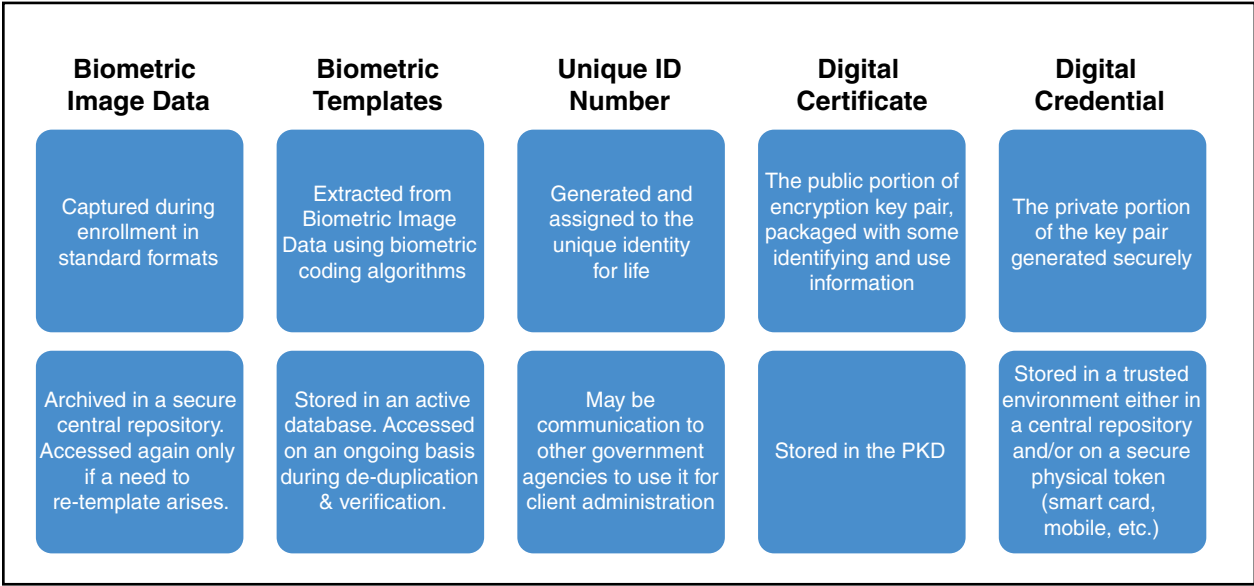 Biometric
Image Data
Biometric
Templates
Unique ID
Number
Digital
Certificate
Digital
Credential
Captured during
enrollment in
standard formats
Extracted from
Biometric Image
Data using biometric
coding algorithms
Generated and
assigned to the
unique identity
for life
The public portion of
encryption key pair,
packaged with some
identifying and use
information
The private portion
of the key pair
generated securely
Archived in a secure
central repository.
Accessed again only
if a need to
re-template arises.
Stored in an active
database. Accessed
on an ongoing basis
during de-duplication
& verification.
May be
communication to
other government
agencies to use it for
client administration
Stored in the PKD
Stored in a trusted
environment either in
a central repository
and/or on a secure
physical token
(smart card,
mobile, etc.)